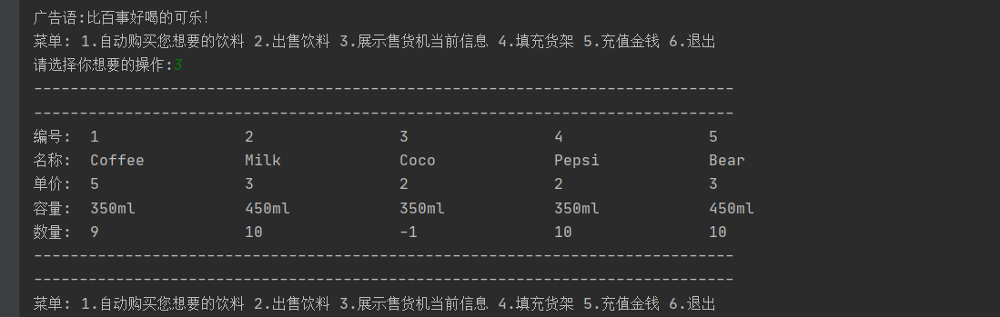 广告语:比百事好喝的可乐!
菜单: 1.自动购买您想要的饮料 2.出售饮料 3.展示售货机当前信息 4.填充货架 5.充值金钱 6.退出
请选择你想要的操作:3
-----------------------------------------------------------------------------
-----------------------------------------------------------------------------
编号: 1 2 3 4 5
名称: Coffee Milk Coco Pepsi Bear
单价: 5 3 2 2 3
容量: 350ml 450ml 350ml 350ml 450ml
数量: 9 10 -1 10 10
-----------------------------------------------------------------------------
-----------------------------------------------------------------------------
菜单: 1.自动购买您想要的饮料 2.出售饮料 3.展示售货机当前信息 4.填充货架 5.充值金钱 6.退出